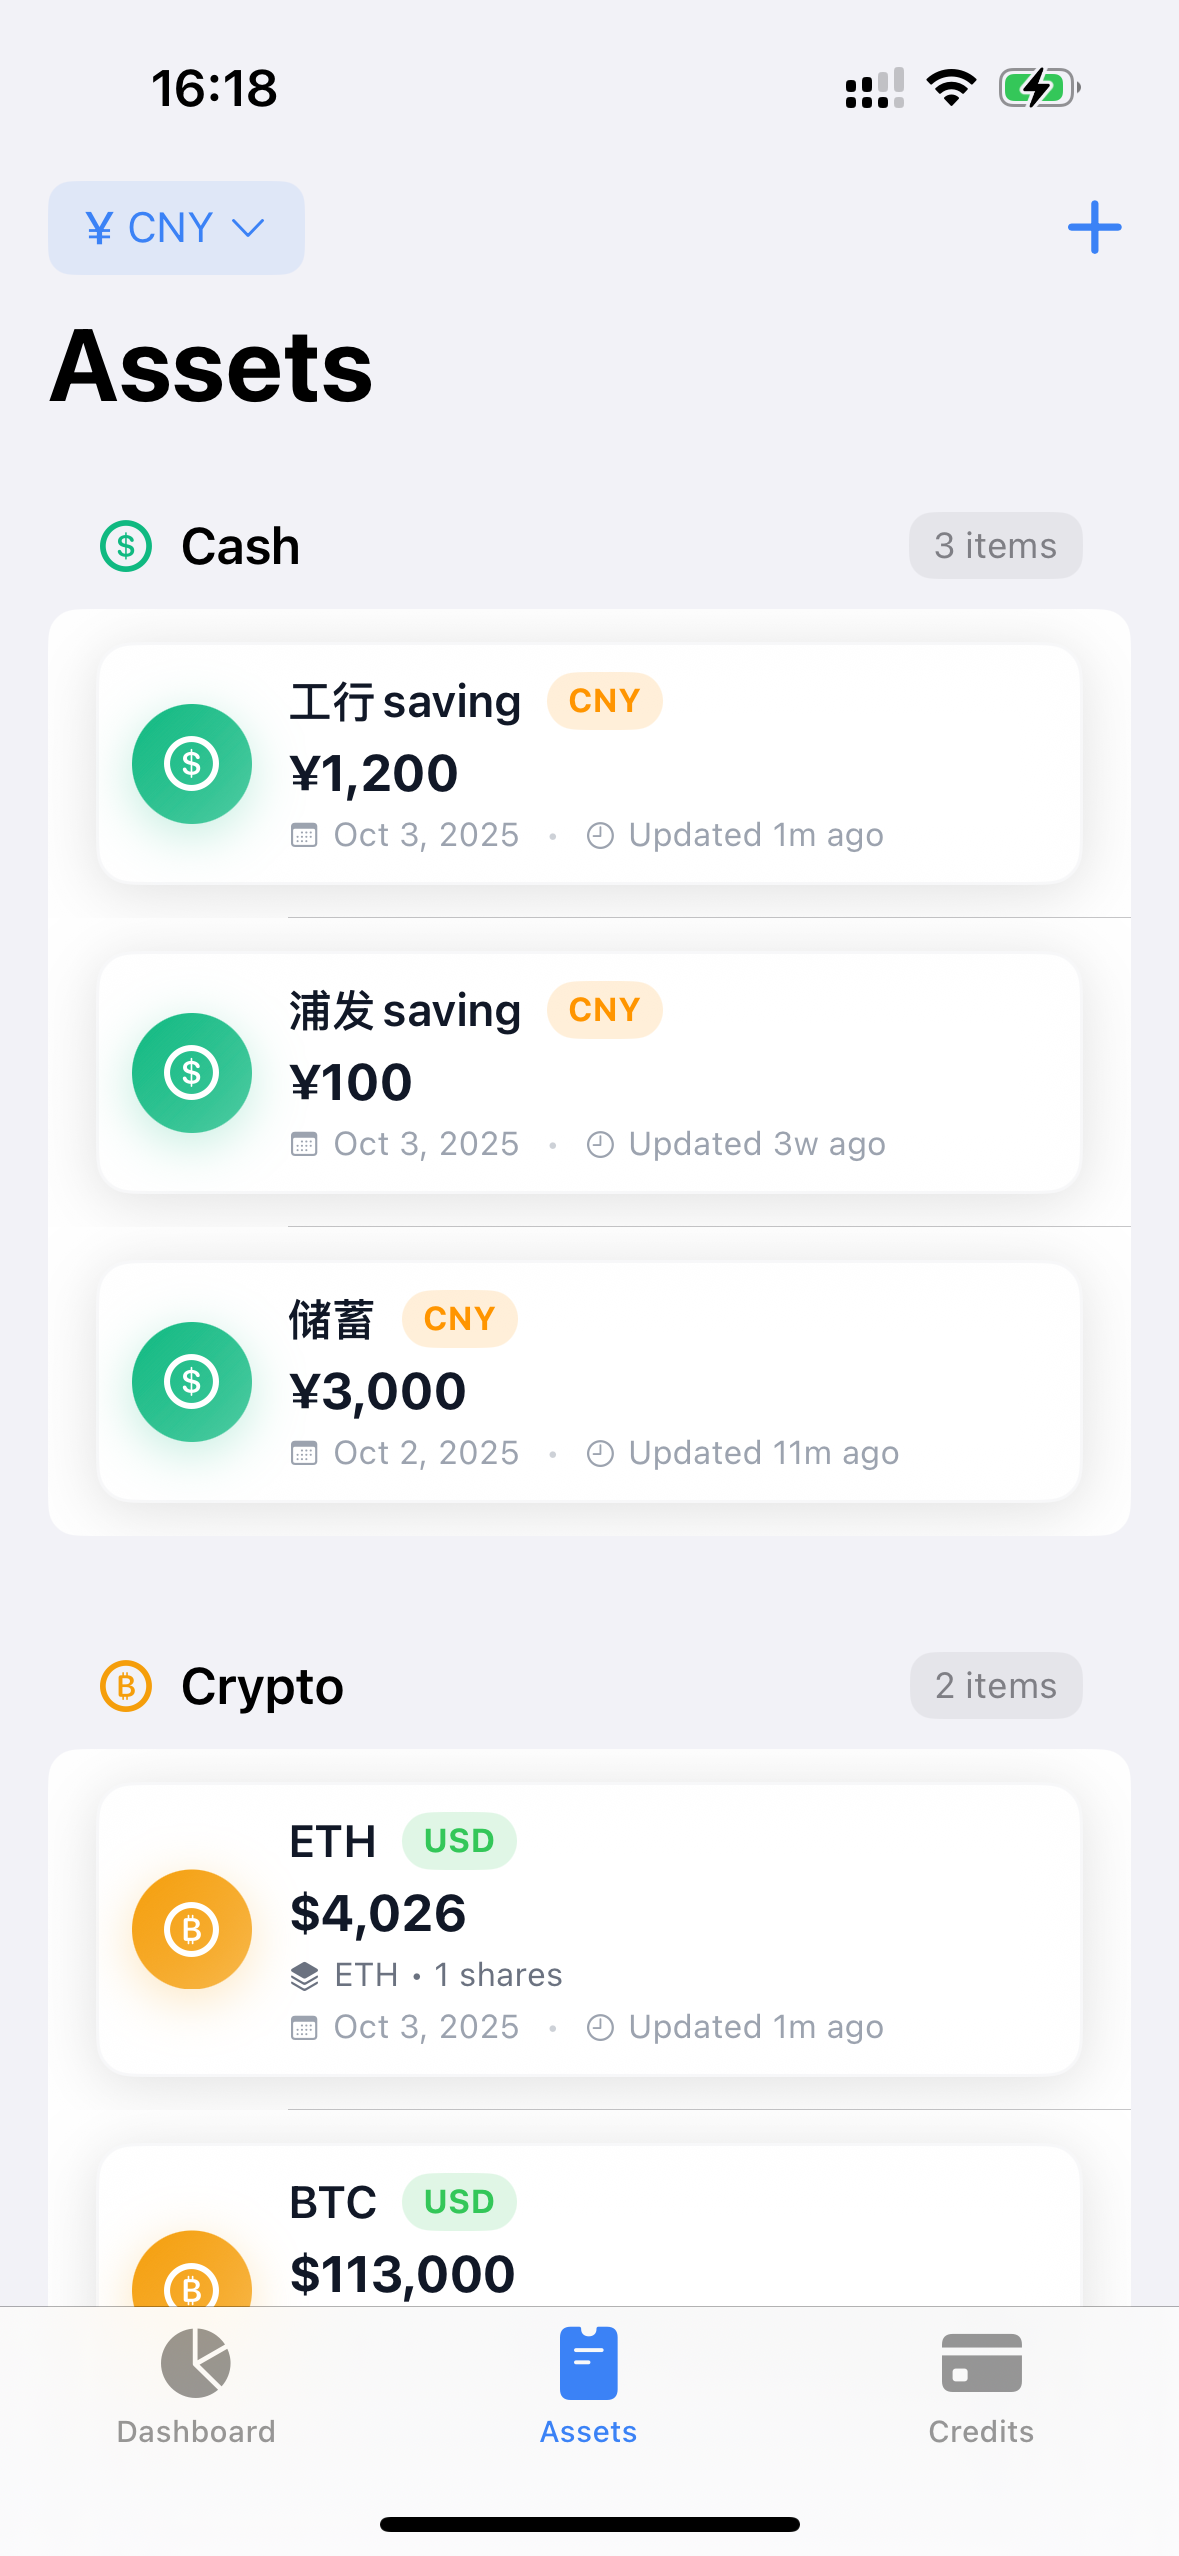 16:18
¥ CNY
Assets
Cash
3 items
工行 saving CNY
¥1,200
Oct 3, 2025 • Updated 1m ago
浦发 saving CNY
¥100
Oct 3, 2025 • Updated 3w ago
储蓄 CNY
¥3,000
Oct 2, 2025 • Updated 11m ago
Crypto
2 items
ETH USD
$4,026
ETH • 1 shares
Oct 3, 2025 • Updated 1m ago
BTC USD
$113,000
Dashboard
Assets
Credits